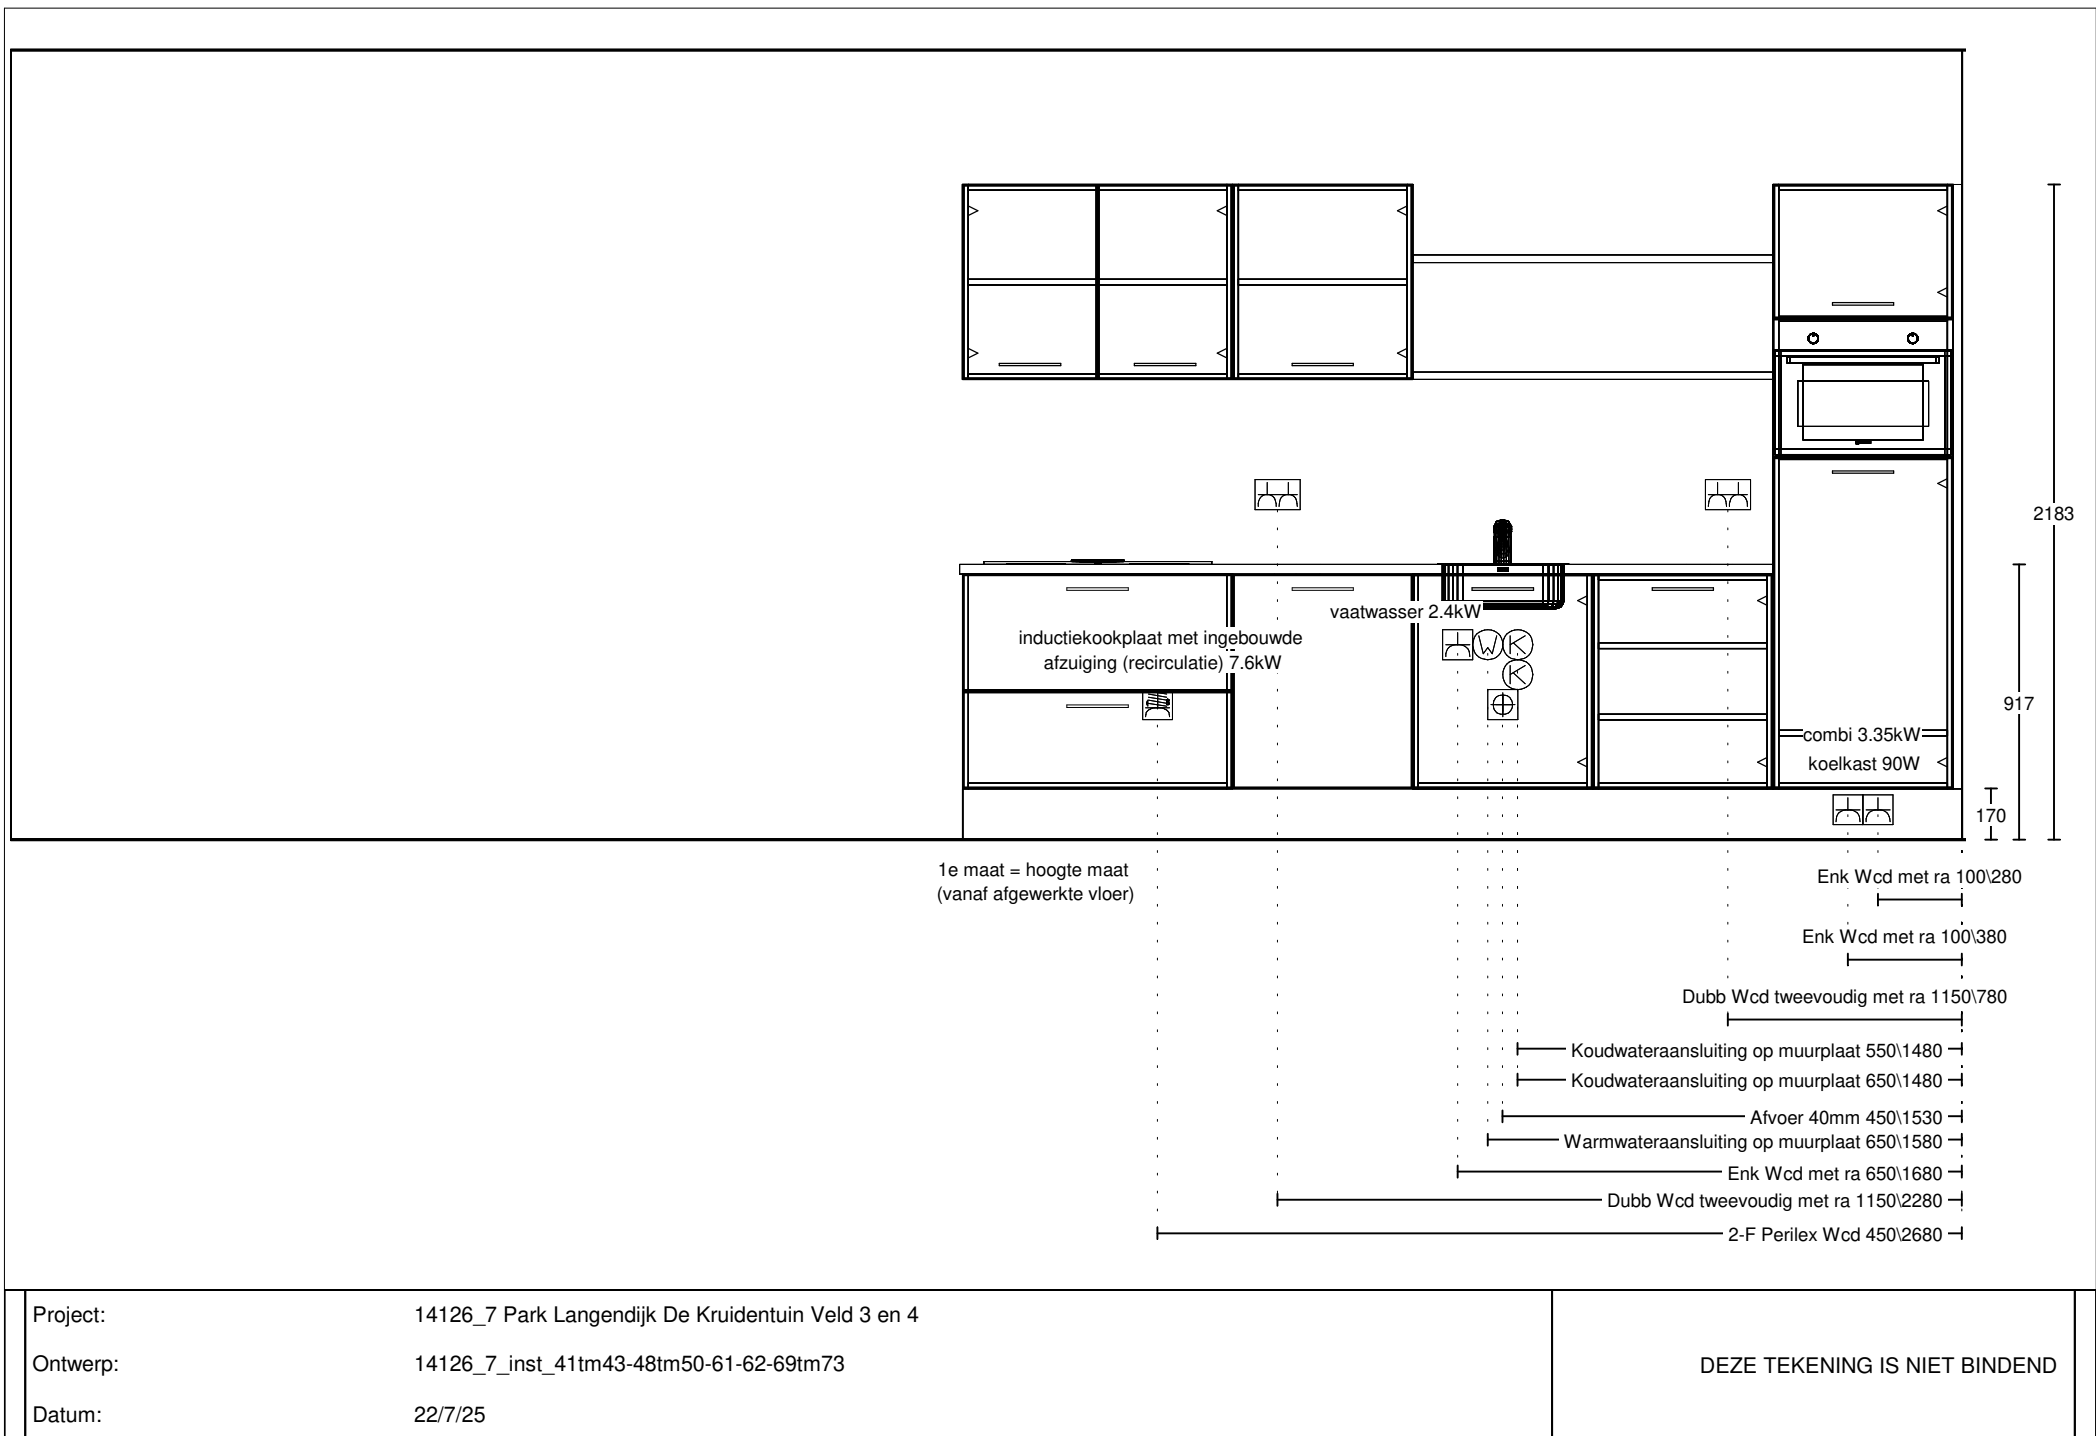 2183
vaatwasser 2.4kW
inductiekookplaat met ingebouwde
afzuiging (recirculatie) 7.6kW
W K
K
917
combi 3.35kW
koelkast 90W
170
1e maat = hoogte maat
(vanaf afgewerkte vloer)
Enk Wcd met ra 100\280
Enk Wcd met ra 100\380
Dubb Wcd tweevoudig met ra 1150\780
Koudwateraansluiting op muurplaat 550\1480
Koudwateraansluiting op muurplaat 650\1480
Afvoer 40mm 450\1530
Warmwateraansluiting op muurplaat 650\1580
Enk Wcd met ra 650\1680
Dubb Wcd tweevoudig met ra 1150\2280
2-F Perilex Wcd 450\2680
Project: 14126_7 Park Langendijk De Kruidentuin Veld 3 en 4
Ontwerp: 14126_7_inst_41tm43-48tm50-61-62-69tm73
DEZE TEKENING IS NIET BINDEND
Datum: 22/7/25